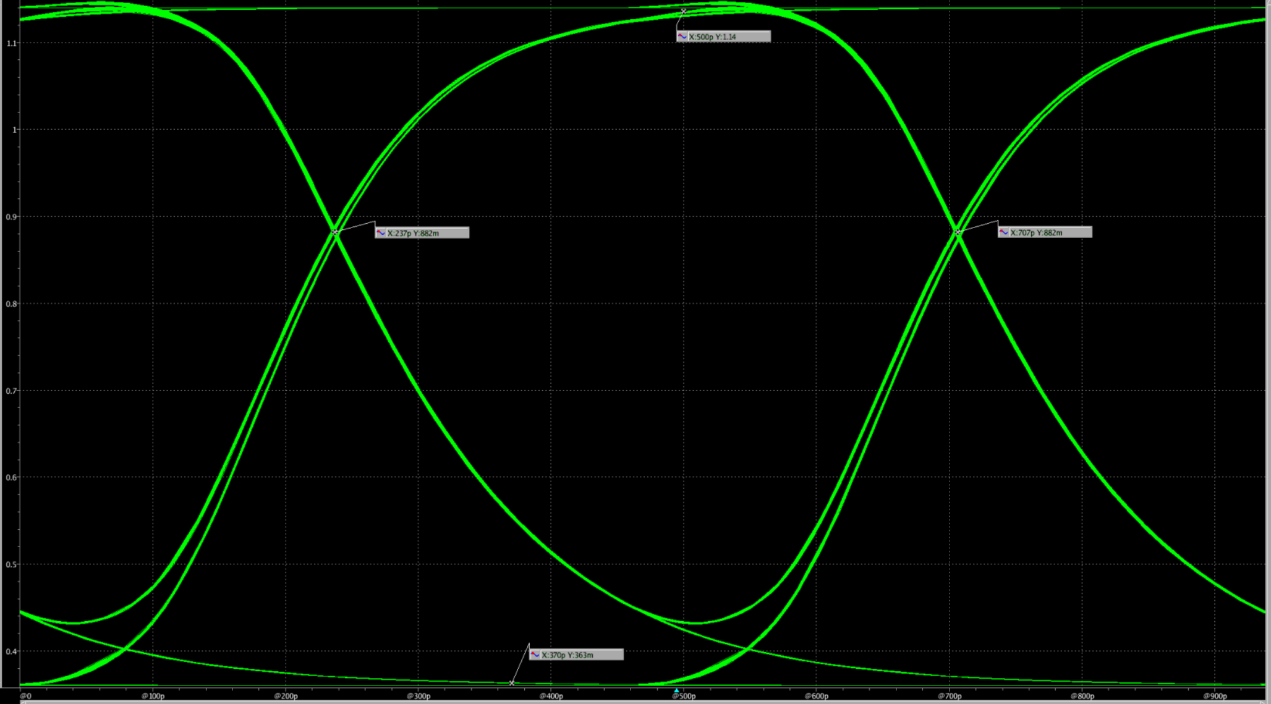 1.1
X:500p Y:1.14
1
0.9
X:237p Y:882m
X:707p Y:882m
0.8
0.7
0.6
0.5
0.4
X:370p Y:363m
@0
@100p
@200p
@300p
@400p
@500p
@600p
@700p
@800p
@900p